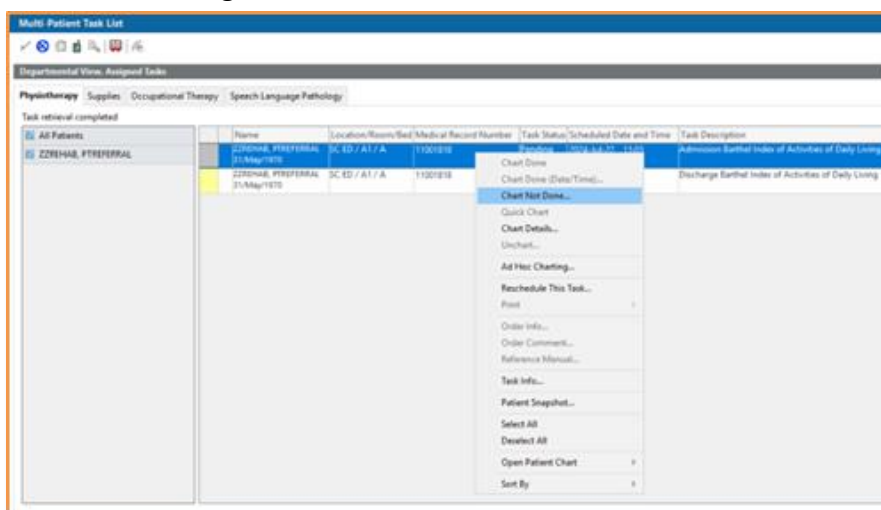 Multi-Patient Task List
Departmental View, Assigned Tasks
Physiotherapy Supplies Occupational Therapy Speech Language Pathology
Task retrieval completed
All Patients
ZZREHAB, PTREFERRAL
Name Location/Room/Bed Medical Record Number Task Status Scheduled Date and Time Task Description
ZZREHAB, PTREFERRAL SC ED / A1 / A 11001818 Pending Admission Barthel Index of Activities of Daily Living
31/May/1970
ZZREHAB, PTREFERRAL SC ED / A1 / A 11001818 Discharge Barthel Index of Activities of Daily Living
31/May/1970
Chart Done
Chart Done (Date/Time)...
Chart Not Done...
Quick Chart
Chart Details...
Unchart...
Ad Hoc Charting...
Reschedule This Task...
Print
Order Info...
Order Comment...
Reference Manual...
Task Info...
Patient Snapshot...
Select All
Deselect All
Open Patient Chart
Sort By